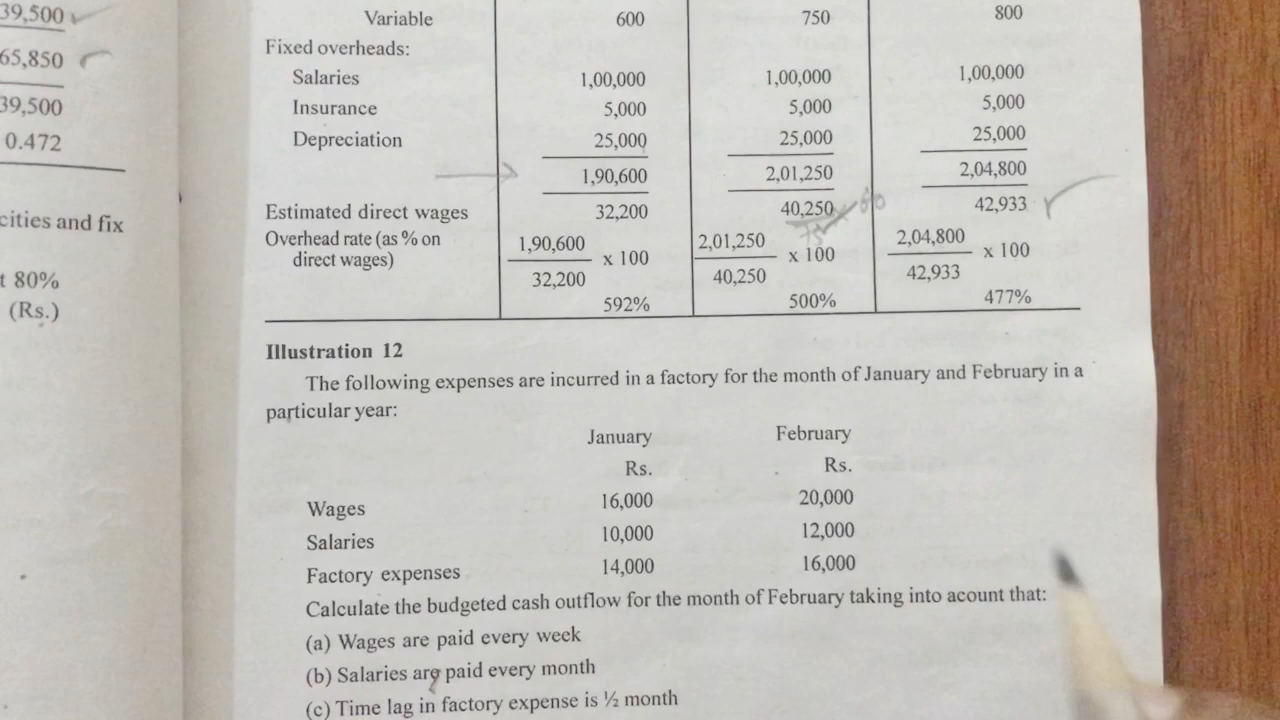 39,500
65,850
39,500
0.472
cities and fix
t 80%
(Rs.)
Variable 600 750 800
Fixed overheads:
Salaries 1,00,000 1,00,000 1,00,000
Insurance 5,000 5,000 5,000
Depreciation 25,000 25,000 25,000
1,90,600 2,01,250 2,04,800
Estimated direct wages 32,200 40,250 42,933
Overhead rate (as % on 1,90,600 2,01,250 2,04,800
direct wages) x 100 x 100 x 100
32,200 40,250 42,933
592% 500% 477%
Illustration 12
The following expenses are incurred in a factory for the month of January and February in a
particular year:
January February
Rs. Rs.
Wages 16,000 20,000
Salaries 10,000 12,000
Factory expenses 14,000 16,000
Calculate the budgeted cash outflow for the month of February taking into acount that:
(a) Wages are paid every week
(b) Salaries are paid every month
(c) Time lag in factory expense is ½ month